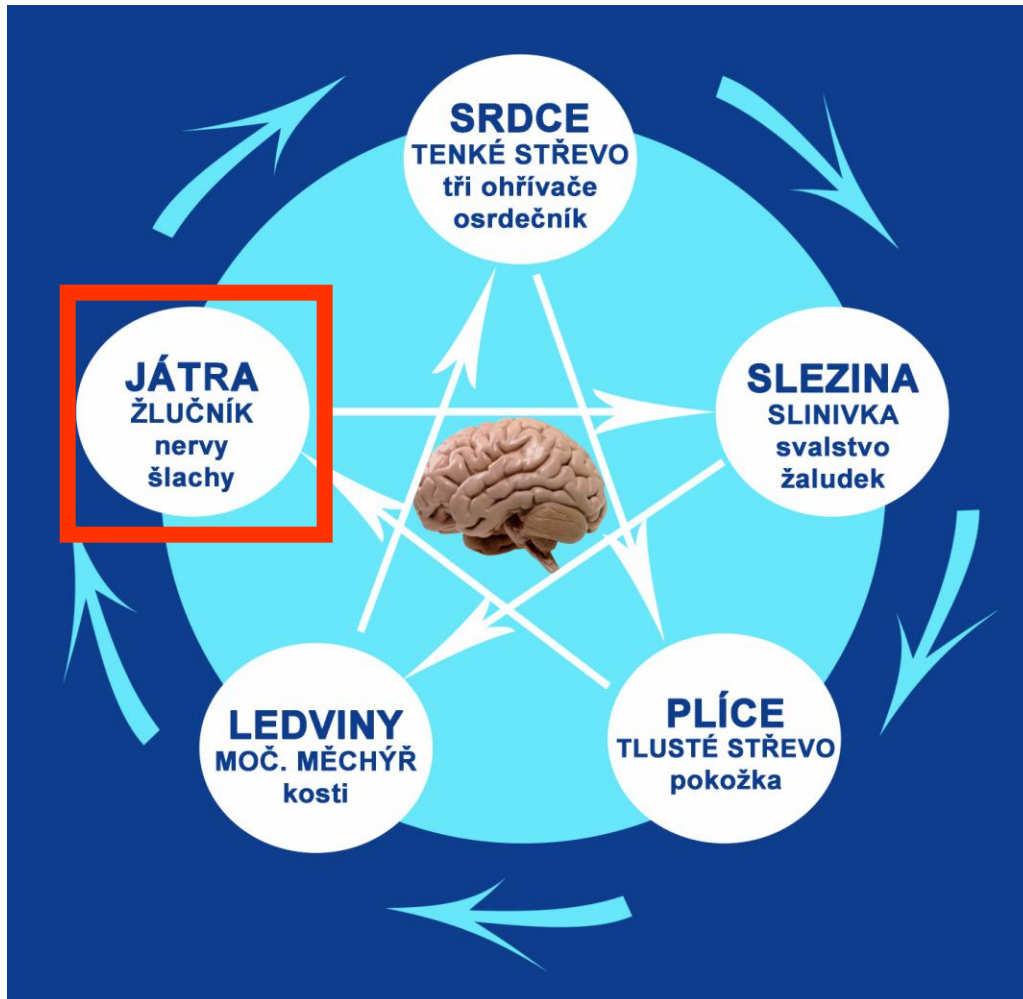 SRDCE
TENKÉ STŘEVO
tři ohřívače
osrdečník
JÁTRA
ŽLUČNÍK
nervy
šlachy
SLEZINA
SLINIVKA
svalstvo
žaludek
LEDVINY
MOČ. MĚCHÝŘ
kosti
PLÍCE
TLUSTÉ STŘEVO
pokožka